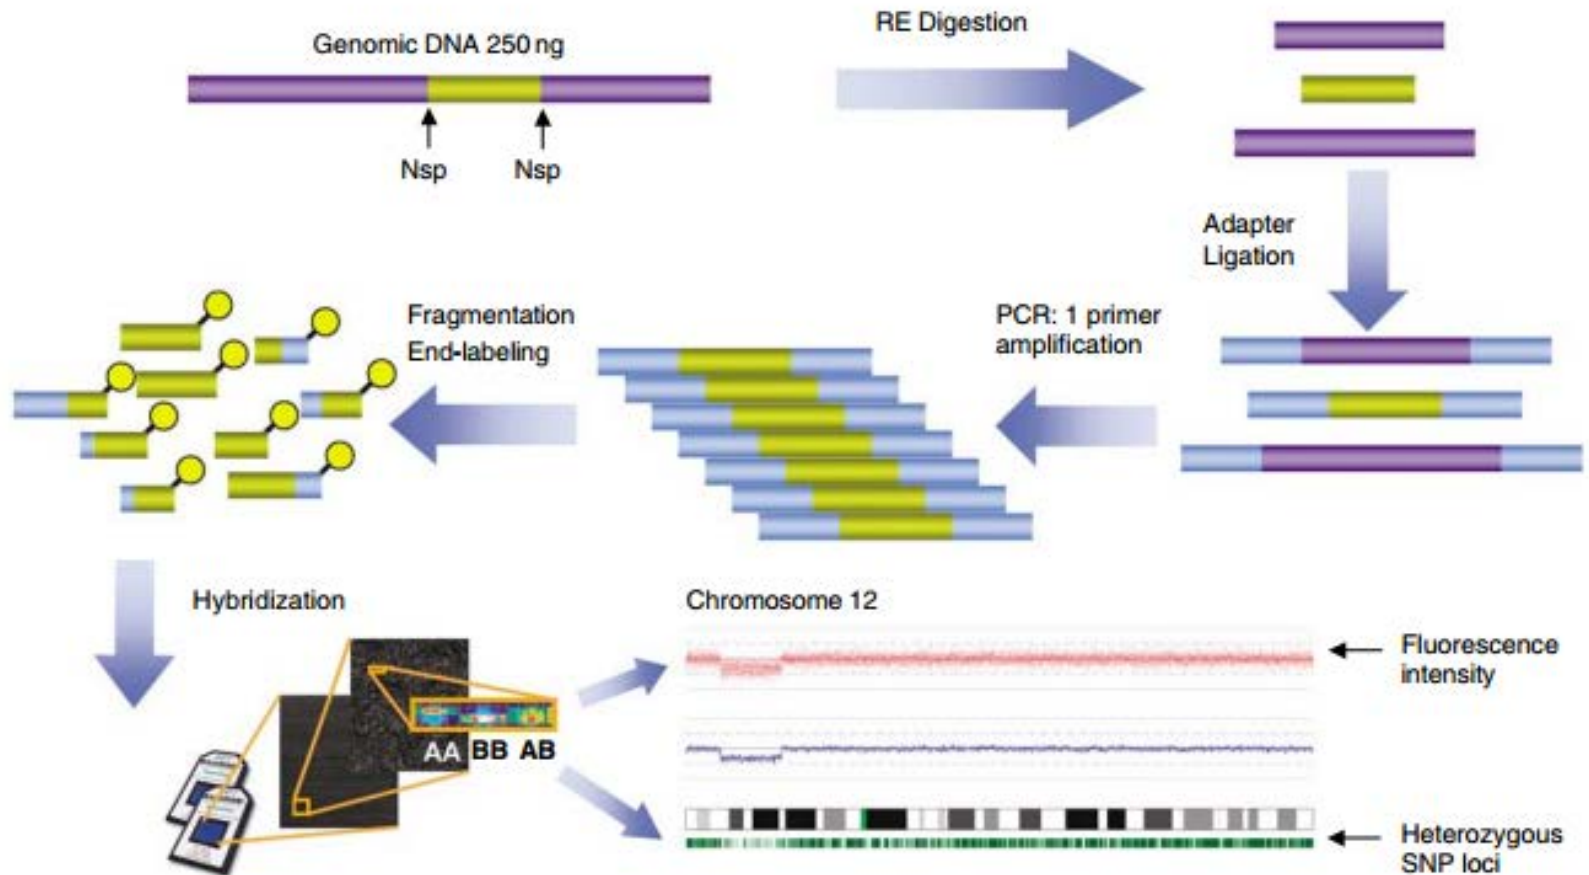 Genomic DNA 250 ng
RE Digestion
Nsp
Nsp
Adapter
Ligation
PCR: 1 primer
amplification
Fragmentation
End-labeling
Hybridization
AA BB AB
Chromosome 12
Fluorescence
intensity
Heterozygous
SNP loci